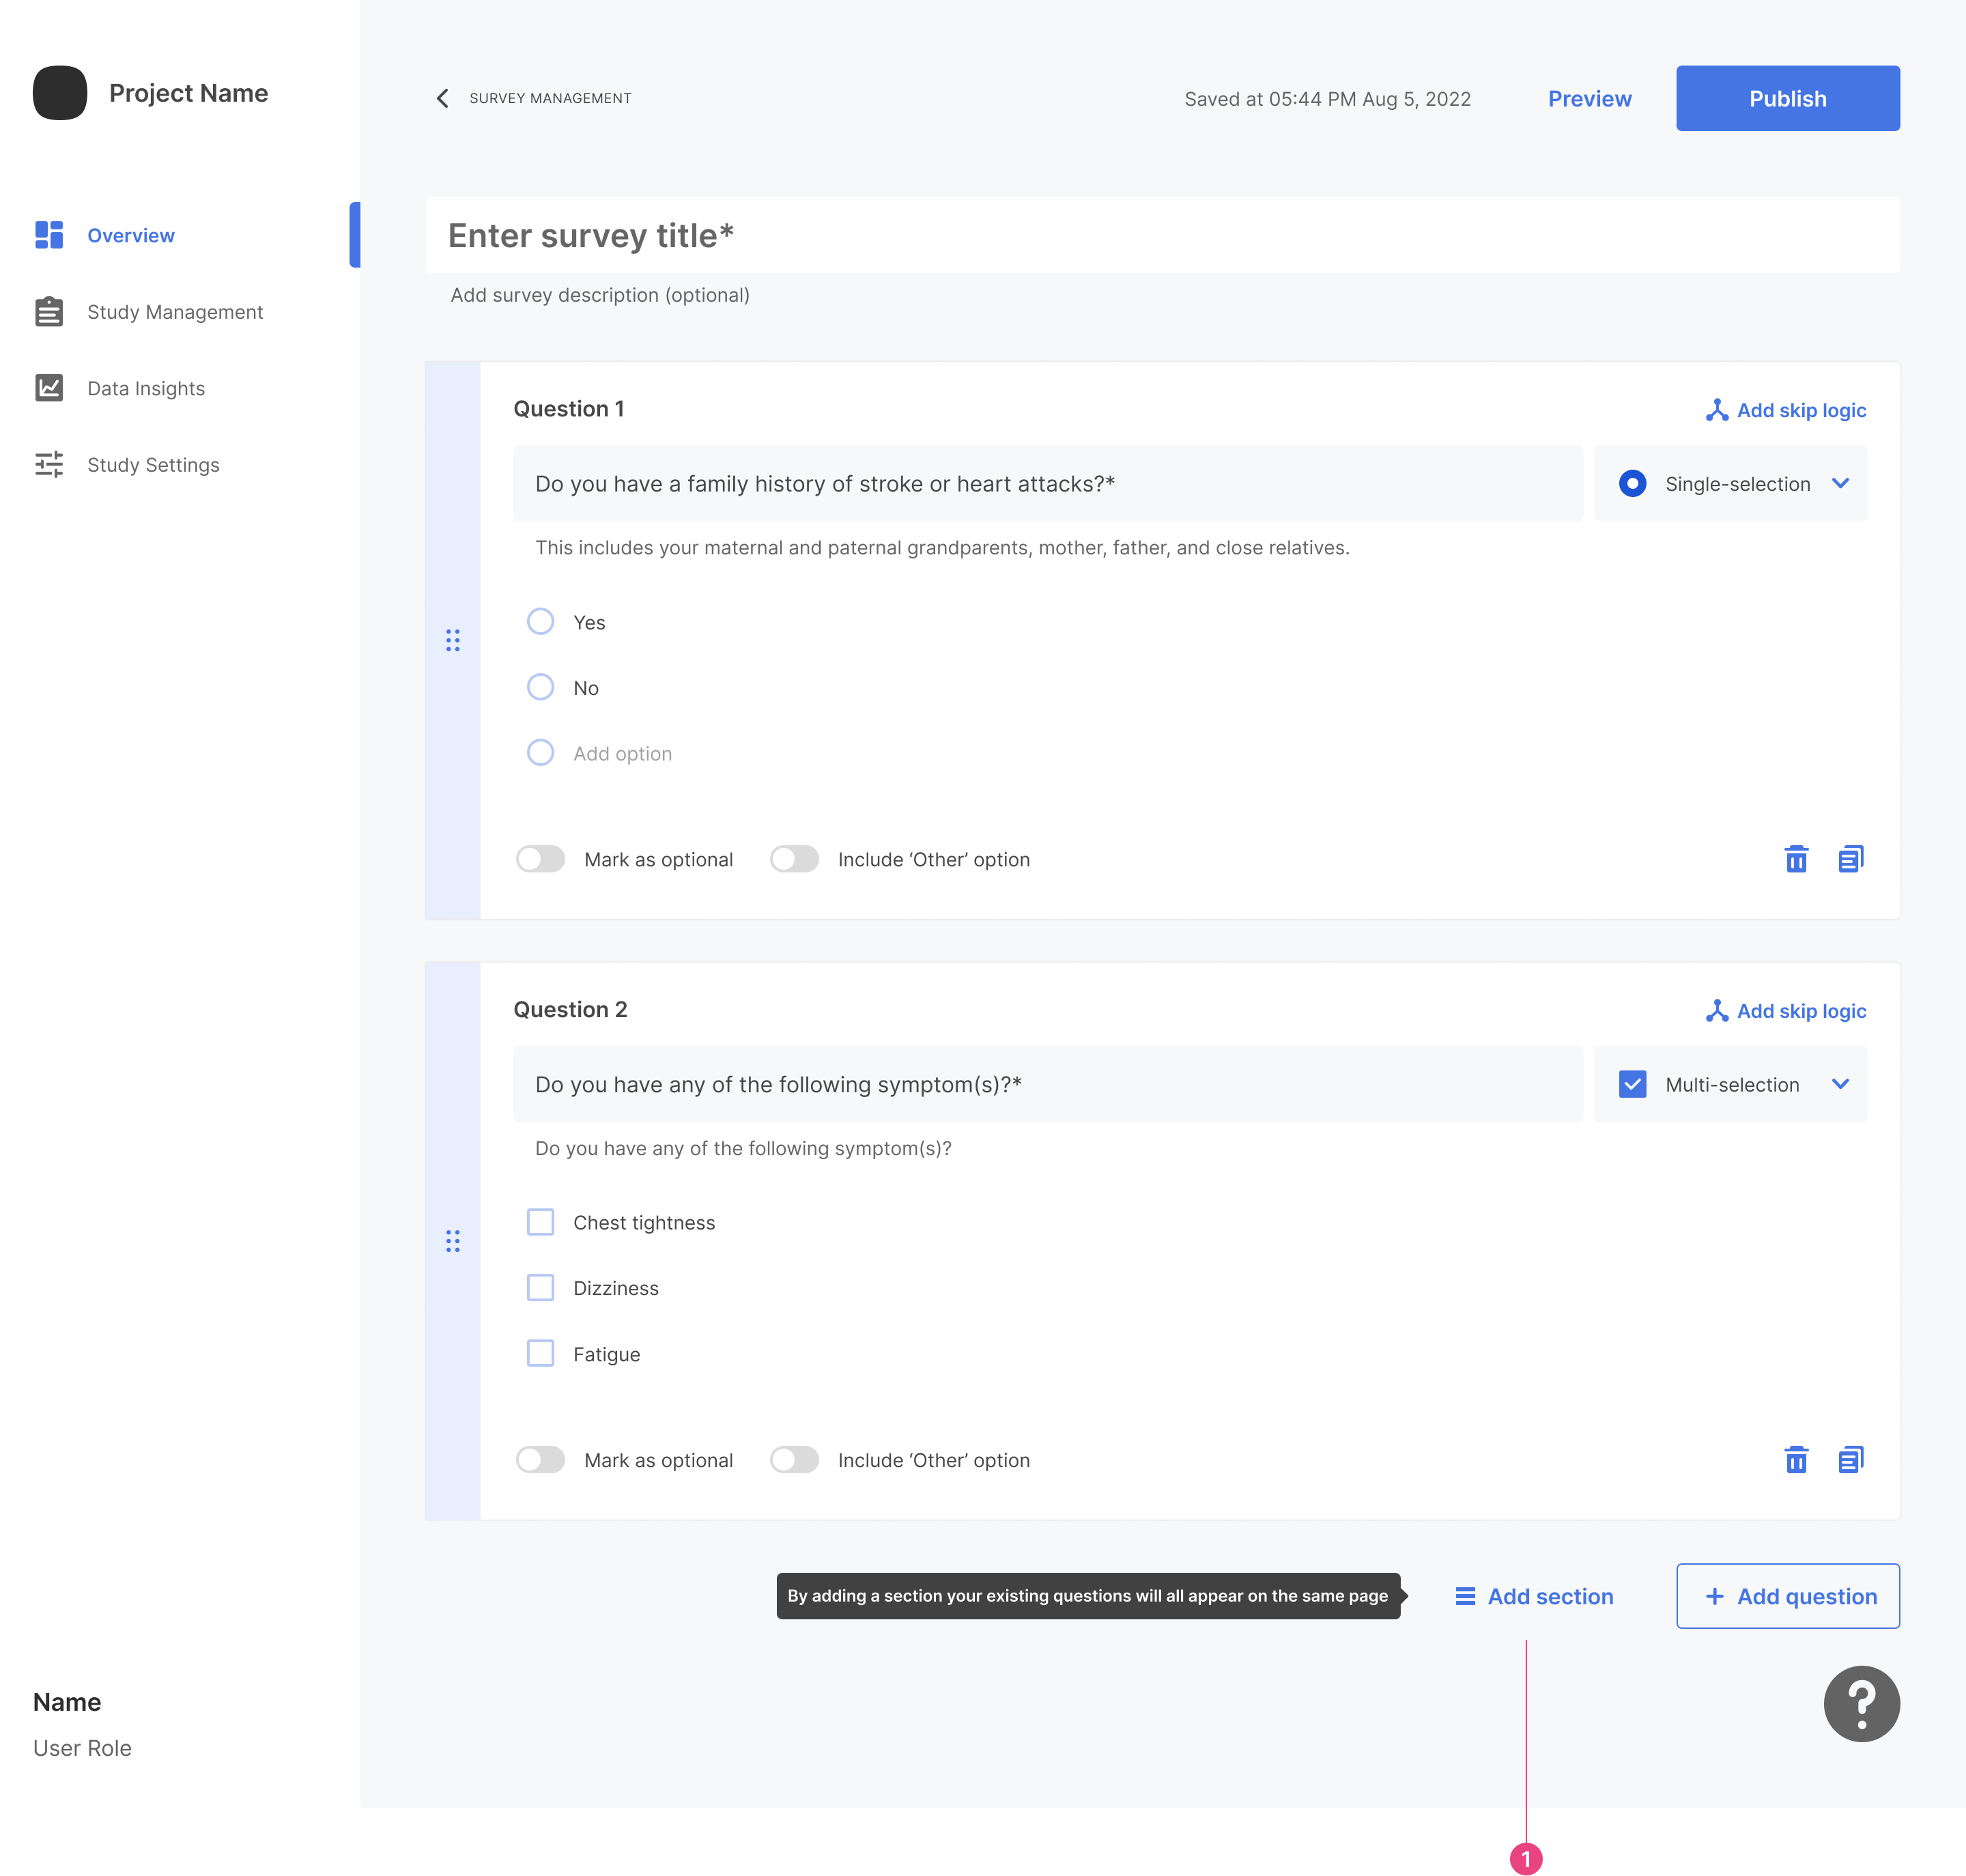 Project Name
SURVEY MANAGEMENT
Saved at 05:44 PM Aug 5, 2022
Preview
Publish
Overview
Study Management
Data Insights
Study Settings
Enter survey title*
Add survey description (optional)
Question 1
Add skip logic
Do you have a family history of stroke or heart attacks?*
Single-selection
This includes your maternal and paternal grandparents, mother, father, and close relatives.
Yes
No
Add option
Mark as optional
Include ‘Other’ option
Question 2
Add skip logic
Do you have any of the following symptom(s)?*
Multi-selection
Do you have any of the following symptom(s)?
Chest tightness
Dizziness
Fatigue
Mark as optional
Include ‘Other’ option
By adding a section your existing questions will all appear on the same page
Add section
+ Add question
?
Name
User Role
1